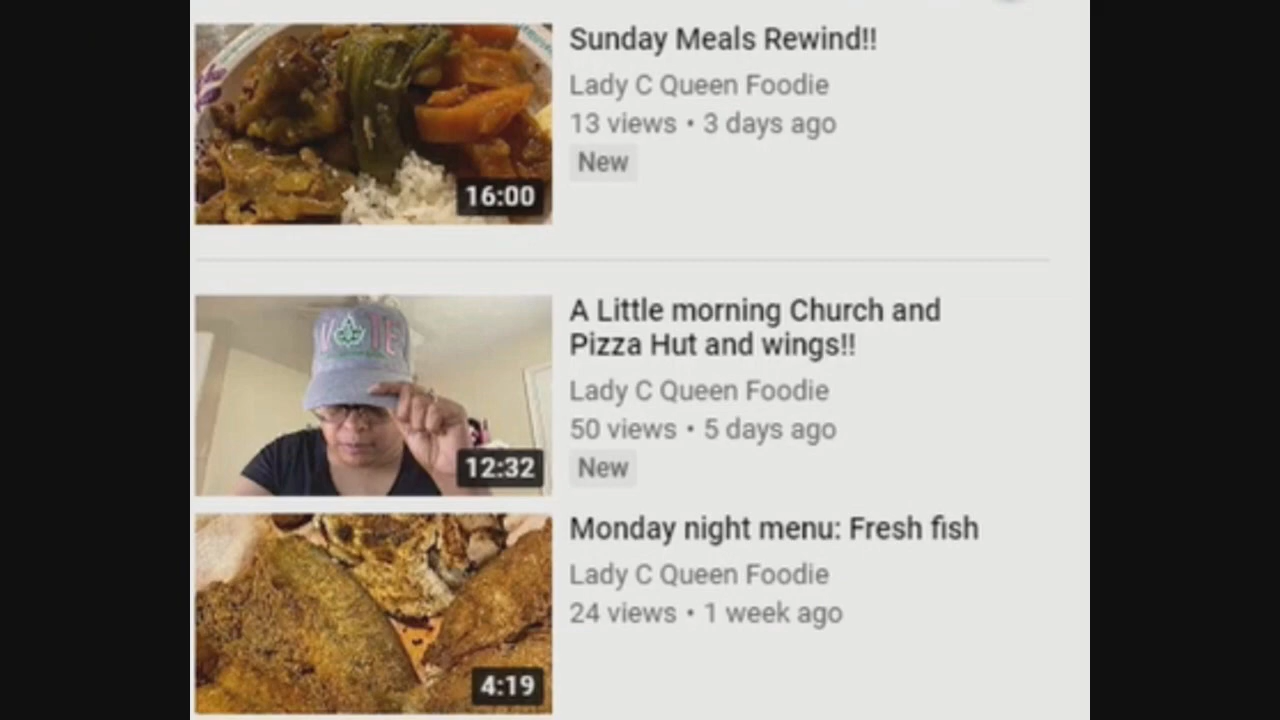 Sunday Meals Rewind!!
Lady C Queen Foodie
13 views • 3 days ago
New
16:00
A Little morning Church and
Pizza Hut and wings!!
Lady C Queen Foodie
50 views • 5 days ago
New
VOTE
12:32
Monday night menu: Fresh fish
Lady C Queen Foodie
24 views • 1 week ago
4:19